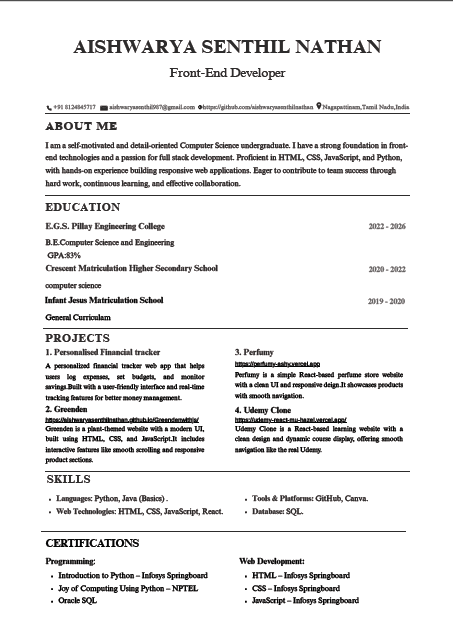 AISHWARYA SENTHIL NATHAN
Front-End Developer
+91 8124845717 aishwaryasenthil987@gmail.com https://github.com/aishwaryasenthilnathan Nagapattinam,Tamil Nadu,India
ABOUT ME
I am a self-motivated and detail-oriented Computer Science undergraduate. I have a strong foundation in front-
end technologies and a passion for full stack development. Proficient in HTML, CSS, JavaScript, and Python,
with hands-on experience building responsive web applications. Eager to contribute to team success through
hard work, continuous learning, and effective collaboration.
EDUCATION
E.G.S. Pillay Engineering College 2022 - 2026
B.E.Computer Science and Engineering
GPA:83%
Crescent Matriculation Higher Secondary School 2020 - 2022
computer science
Infant Jesus Matriculation School 2019 - 2020
General Curriculam
PROJECTS
1. Personalised Financial tracker
A personalized financial tracker web app that helps
users log expenses, set budgets, and monitor
savings.Built with a user-friendly interface and real-time
tracking features for better money management.
2. Greenden
https://aishwaryasenthilnathan.github.io/Greendenwithjs/
Greenden is a plant-themed website with a modern UI,
built using HTML, CSS, and JavaScript.It includes
interactive features like smooth scrolling and responsive
product sections.
3. Perfumy
https://perfumy-ashy.vercel.app
Perfumy is a simple React-based perfume store website
with a clean UI and responsive deign.It showcases products
with smooth navigation.
4. Udemy Clone
https://udemy-react-mu-hazel.vercel.app/
Udemy Clone is a React-based learning website with a
clean design and dynamic course display, offering smooth
navigation like the real Udemy.
SKILLS
• Languages: Python, Java (Basics) .
• Web Technologies: HTML, CSS, JavaScript, React.
• Tools & Platforms: GitHub, Canva.
• Database: SQL.
CERTIFICATIONS
Programming:
• Introduction to Python – Infosys Springboard
• Joy of Computing Using Python – NPTEL
• Oracle SQL
Web Development:
• HTML – Infosys Springboard
• CSS – Infosys Springboard
• JavaScript – Infosys Springboard